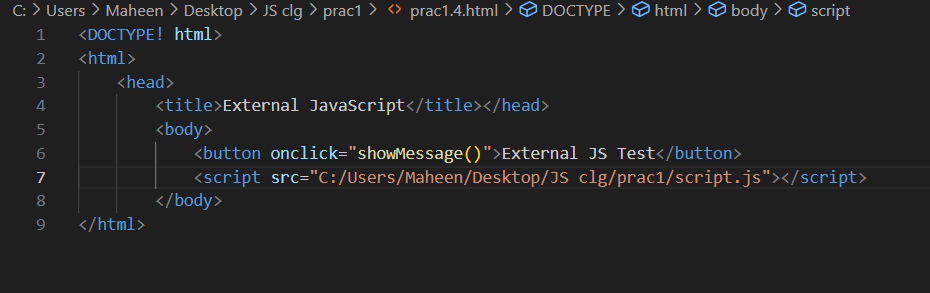 C: > Users > Maheen > Desktop > JS clg > prac1 > <> prac1.4.html > DOCTYPE > html > body > script
1 <DOCTYPE! html>
2 <html>
3 <head>
4 <title>External JavaScript</title></head>
5 <body>
6 <button onclick="showMessage()">External JS Test</button>
7 <script src="C:/Users/Maheen/Desktop/JS clg/prac1/script.js"></script>
8 </body>
9 </html>